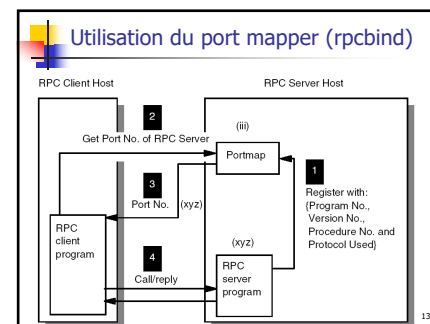 Utilisation du port mapper (rpcbind)
RPC Client Host
RPC Server Host
2
Get Port No. of RPC Server
(iii)
Portmap
1
Register with:
{Program No.,
Version No.,
Procedure No. and
Protocol Used}
3
Port No.
(xyz)
RPC
client
program
4
Call/reply
(xyz)
RPC
server
program
13